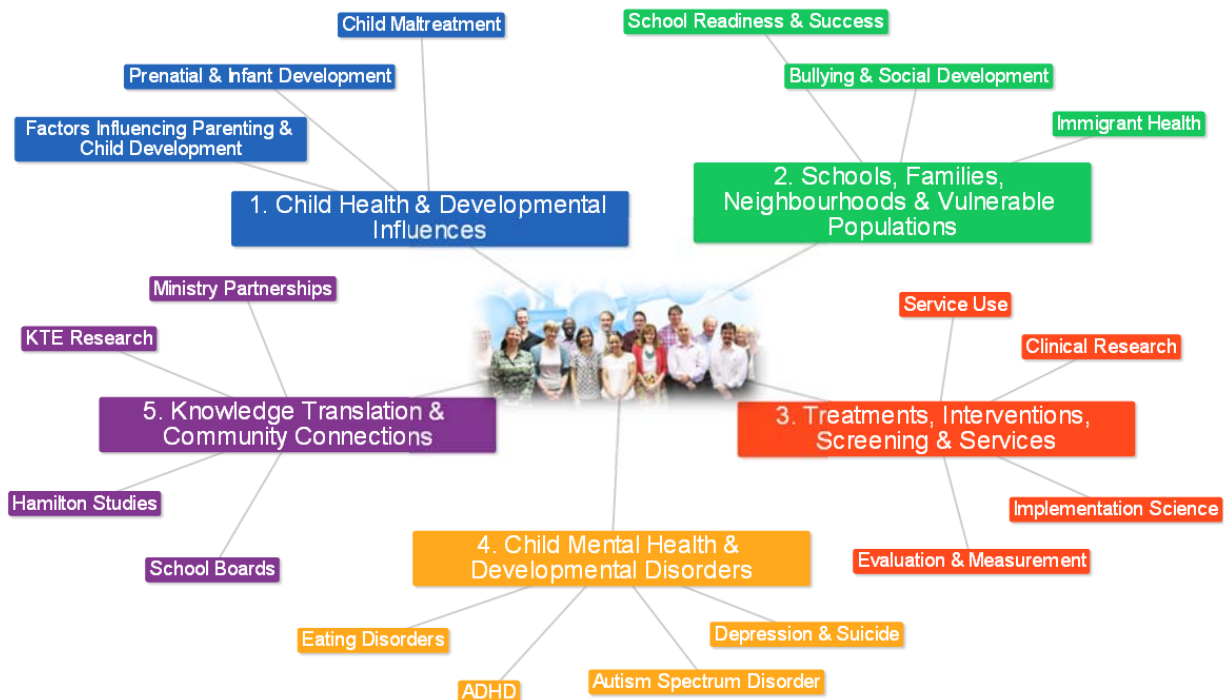 Child Maltreatment
Prenatial & Infant Development
Factors Influencing Parenting &
Child Development
1. Child Health & Developmental
Influences
School Readiness & Success
Bullying & Social Development
Immigrant Health
2. Schools, Families,
Neighbourhoods & Vulnerable
Populations
Service Use
Clinical Research
3. Treatments, Interventions,
Screening & Services
Implementation Science
Evaluation & Measurement
4. Child Mental Health &
Developmental Disorders
Eating Disorders
ADHD
Autism Spectrum Disorder
Depression & Suicide
Ministry Partnerships
KTE Research
5. Knowledge Translation &
Community Connections
Hamilton Studies
School Boards